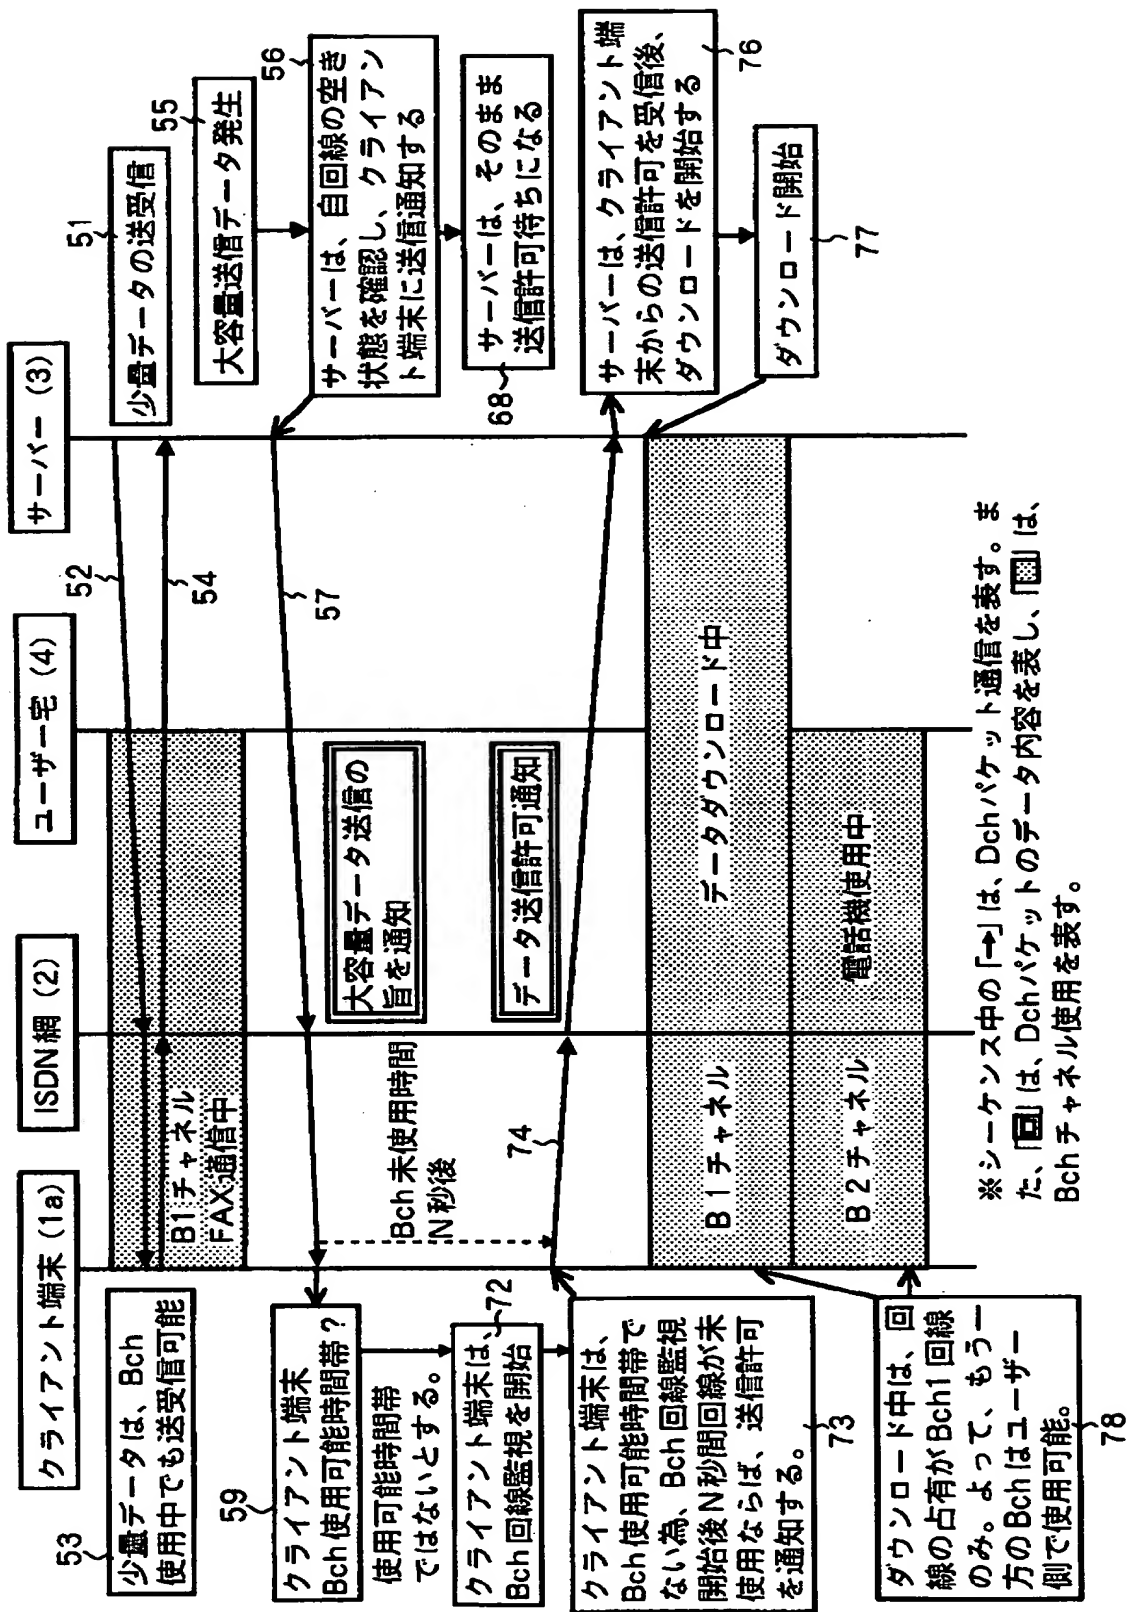 クライアント端末 (1a)
ISDN網 (2)
ユーザー宅 (4)
サーバー (3)
53
少量データは、Bch
使用中でも送受信可能
B1チャネル
FAX通信中
52
54
51
少量データの送受信
55
大容量送信データ発生
56
サーバーは、自回線の空き
状態を確認し、クライアン
ト端末に送信通知する
57
大容量データ送信の
旨を通知
59
クライアント端末
Bch使用可能時間帯?
使用可能時間帯
ではないとする。
68
サーバーは、そのまま
送信許可待ちになる
72
クライアント端末は、
Bch回線監視を開始
Bch未使用時間
N秒後
クライアント端末は、
Bch使用可能時間帯で
ない為、Bch回線監視
開始後N秒間回線が未
使用ならば、送信許可
を通知する。
73
74
データ送信許可通知
サーバーは、クライアント端
末からの送信許可を受信後、
ダウンロードを開始する
76
ダウンロード開始
77
B1チャネル
データダウンロード中
B2チャネル
電話機使用中
ダウンロード中は、回
線の占有がBch1回線
のみ。よって、もう一
方のBchはユーザー
側で使用可能。
78
※シーケンス中の「→」は、Dchパケット通信を表す。ま
た、「回」は、Dchパケットのデータ内容を表し、「▒」は、
Bchチャネル使用を表す。